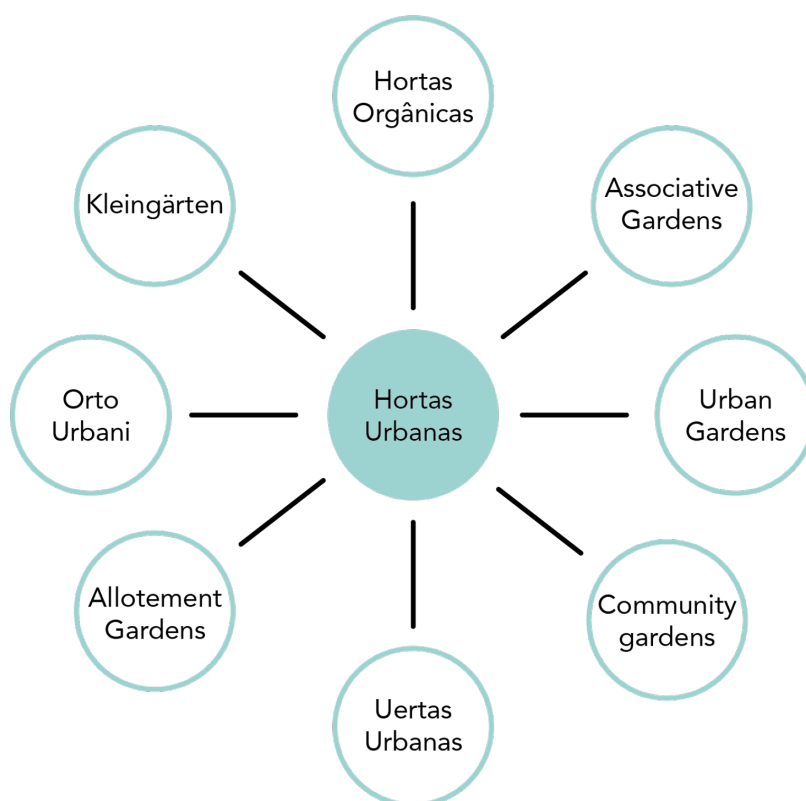 Hortas
Orgânicas
Associative
Gardens
Kleingärten
Orto
Urbani
Hortas
Urbanas
Urban
Gardens
Allotement
Gardens
Community
gardens
Uertas
Urbanas